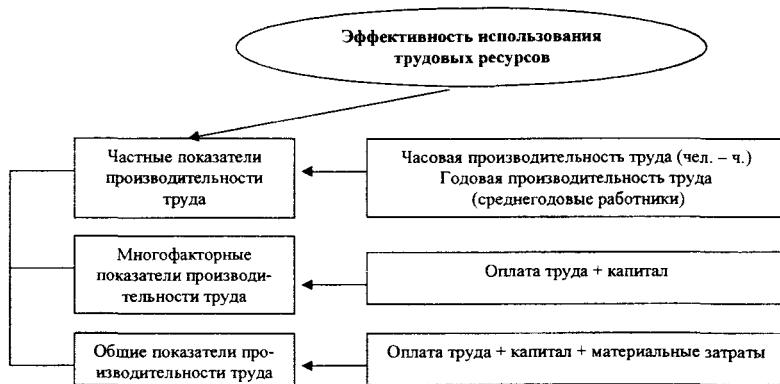 Эффективность использования
трудовых ресурсов
Частные показатели
производительности
труда
Часовая производительность труда (чел. – ч.)
Годовая производительность труда
(среднегодовые работники)
Многофакторные
показатели производи-
тельности труда
Оплата труда + капитал
Общие показатели про-
изводительности труда
Оплата труда + капитал + материальные затраты